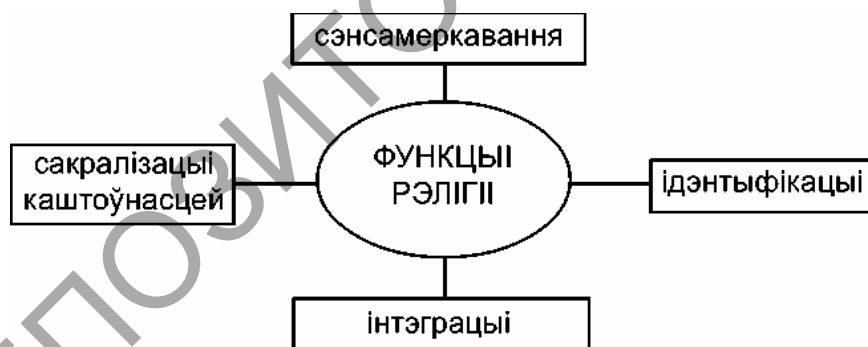 сэнсамеркавання
сакралізацыі
каштоўнасцей
ФУНКЦЫІ
РЭЛІГІІ
ідэнтыфікацыі
інтэграцыі